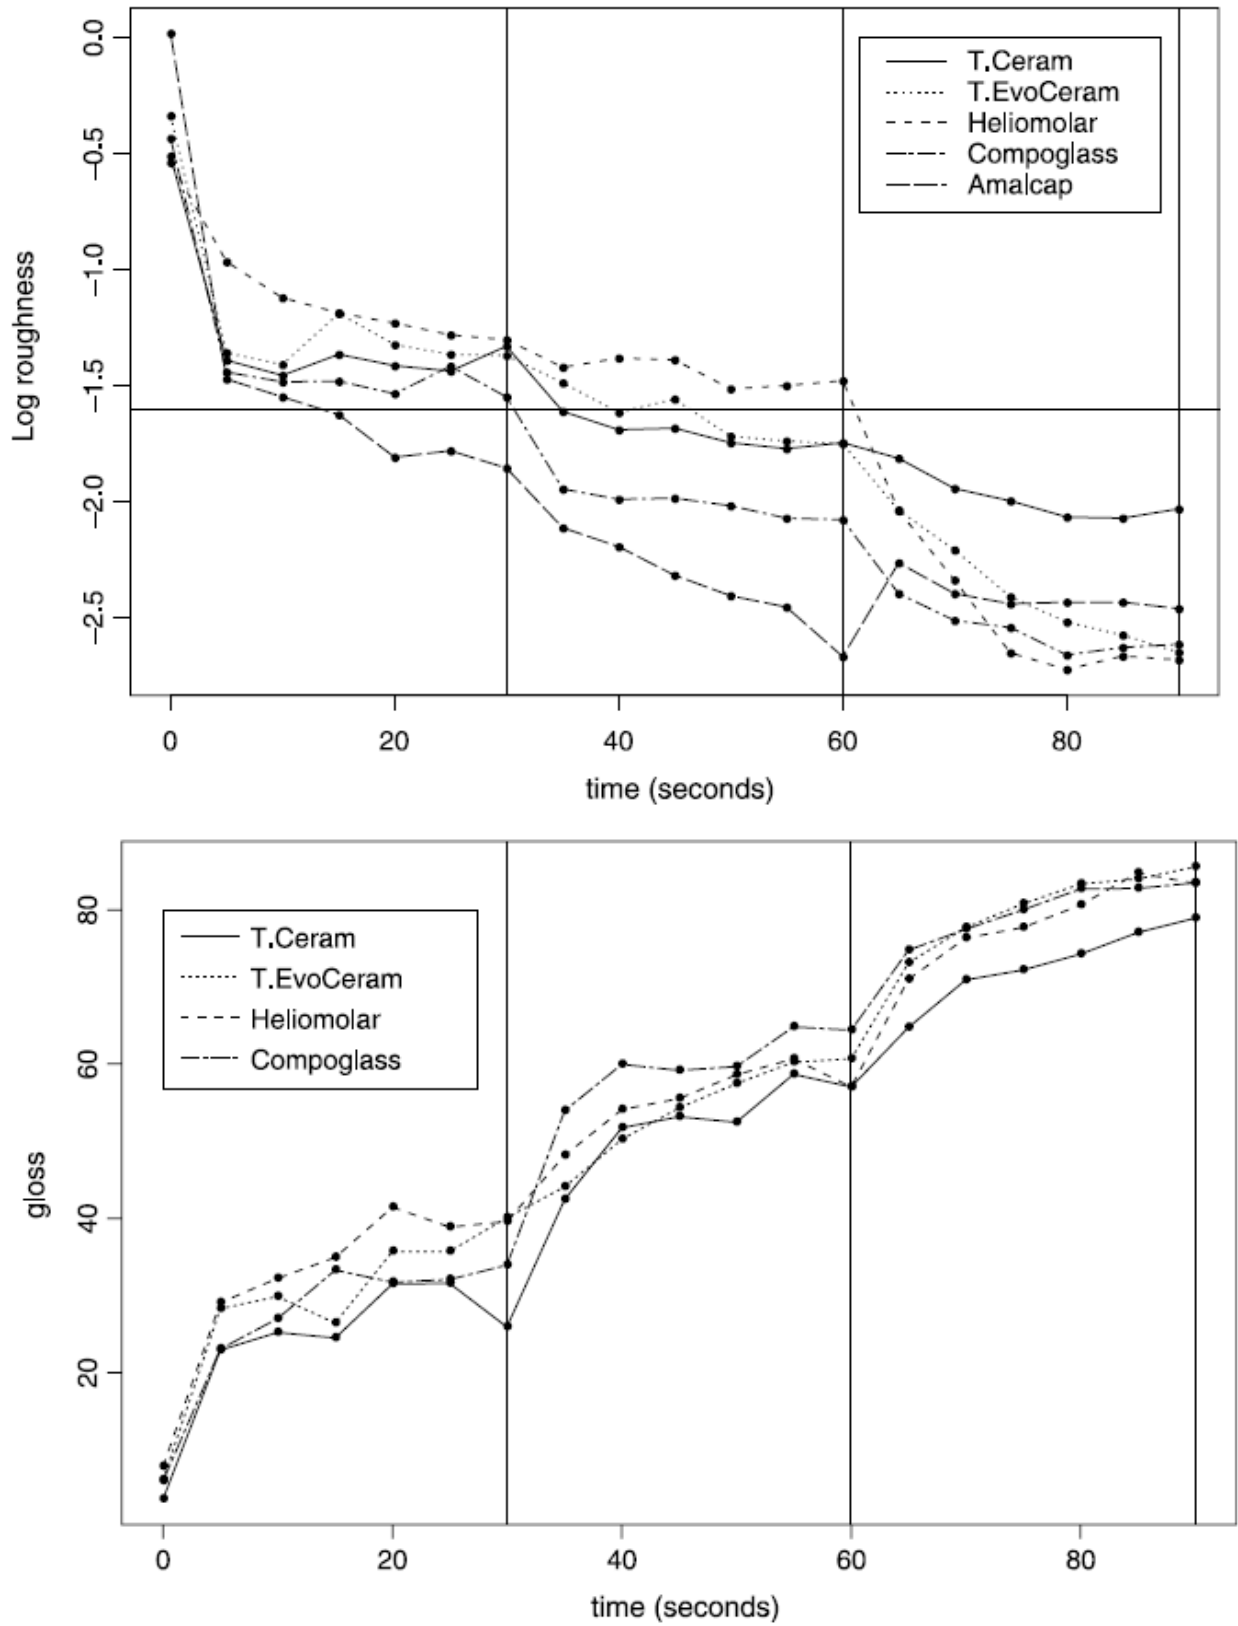 0.0
−0.5
−1.0
−1.5
−2.0
−2.5
Log roughness
T.Ceram
T.EvoCeram
Heliomolar
Compoglass
Amalcap
0 20 40 60 80
time (seconds)
80
60
40
20
gloss
T.Ceram
T.EvoCeram
Heliomolar
Compoglass
0 20 40 60 80
time (seconds)